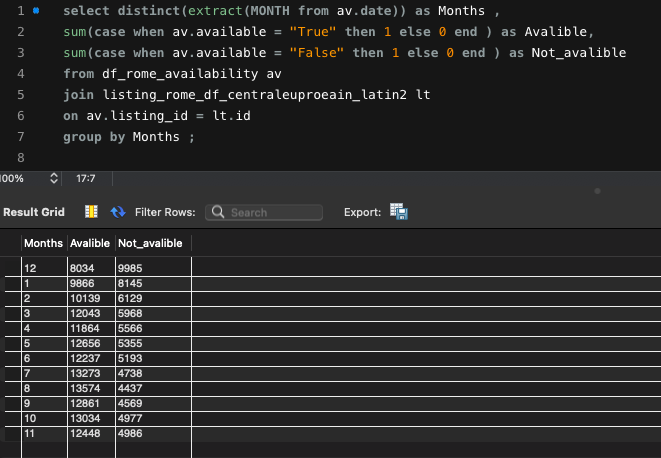 1 select distinct(extract(MONTH from av.date)) as Months ,
2 sum(case when av.available = "True" then 1 else 0 end ) as Avalible,
3 sum(case when av.available = "False" then 1 else 0 end ) as Not_avalible
4 from df_rome_availability av
5 join listing_rome_df_centraleuproeain_latin2 lt
6 on av.listing_id = lt.id
7 group by Months ;
8
100% 17:7
Result Grid Filter Rows: Search Export:
Months Avalible Not_avalible
12 8034 9985
1 9866 8145
2 10139 6129
3 12043 5968
4 11864 5566
5 12656 5355
6 12237 5193
7 13273 4738
8 13574 4437
9 12861 4569
10 13034 4977
11 12448 4986